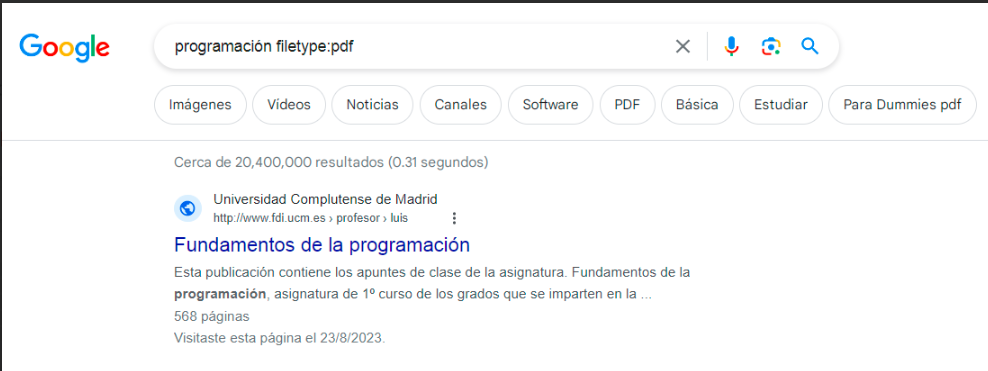 Google
programación filetype:pdf
Imágenes Vídeos Noticias Canales Software PDF Básica Estudiar Para Dummies pdf
Cerca de 20,400,000 resultados (0.31 segundos)
Universidad Complutense de Madrid
http://www.fdi.ucm.es › profesor › luis
Fundamentos de la programación
Esta publicación contiene los apuntes de clase de la asignatura. Fundamentos de la
programación, asignatura de 1º curso de los grados que se imparten en la ...
568 páginas
Visitaste esta página el 23/8/2023.